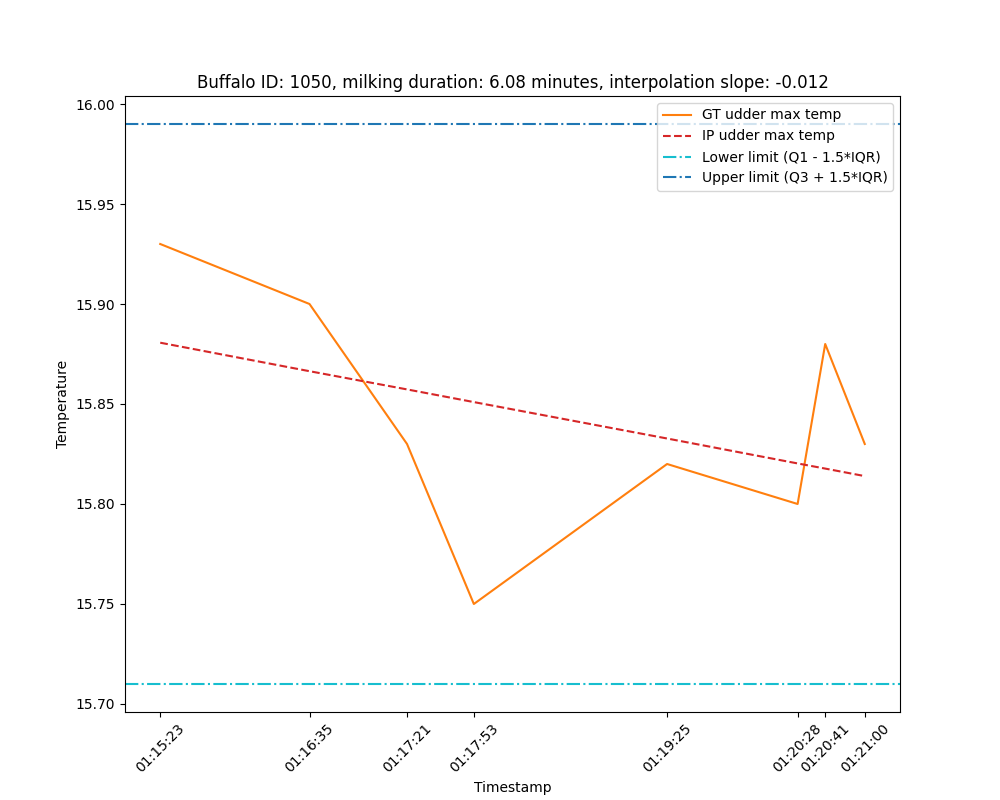 Buffalo ID: 1050, milking duration: 6.08 minutes, interpolation slope: -0.012
GT udder max temp
IP udder max temp
Lower limit (Q1 - 1.5*IQR)
Upper limit (Q3 + 1.5*IQR)
16.00
15.95
15.90
15.85
15.80
15.75
15.70
Temperature
01:15:23
01:16:35
01:17:21
01:17:53
01:19:25
01:20:28
01:20:41
01:21:00
Timestamp